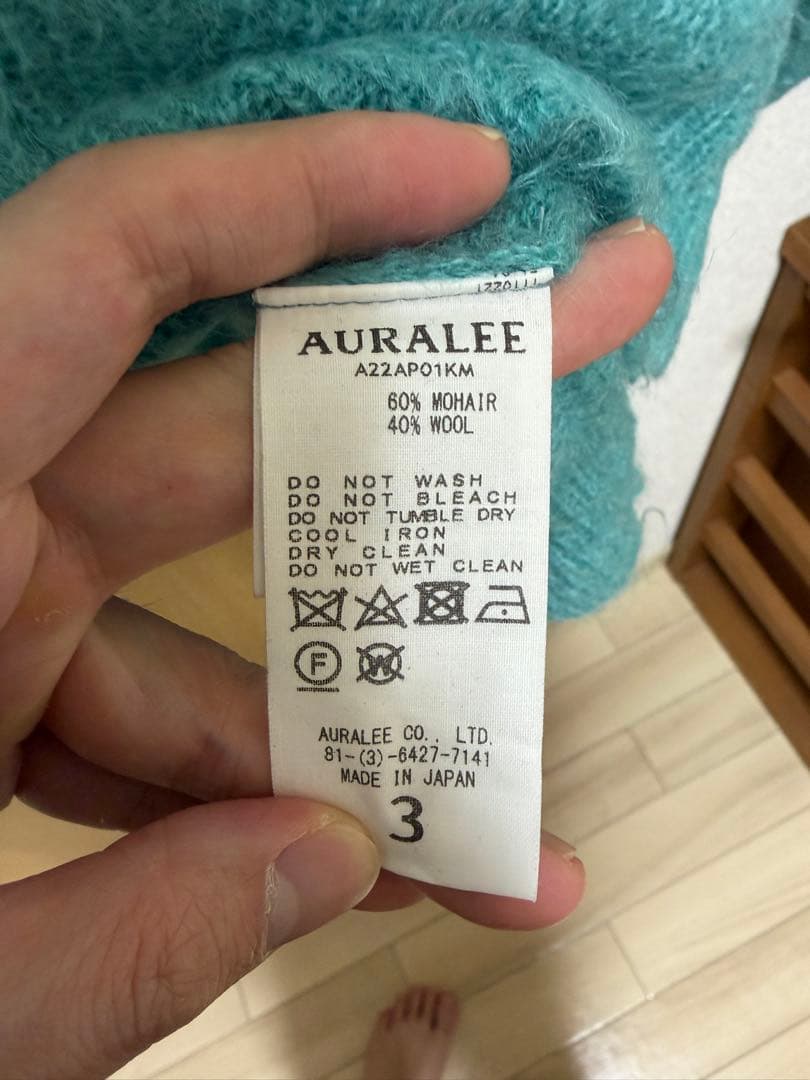 AURALEE
A22AP01KM
60% MOHAIR
40% WOOL
DO NOT WASH
DO NOT BLEACH
DO NOT TUMBLE DRY
COOL IRON
DRY CLEAN
DO NOT WET CLEAN
F W
AURALEE CO., LTD.
81-(3)-6427-7141
MADE IN JAPAN
3